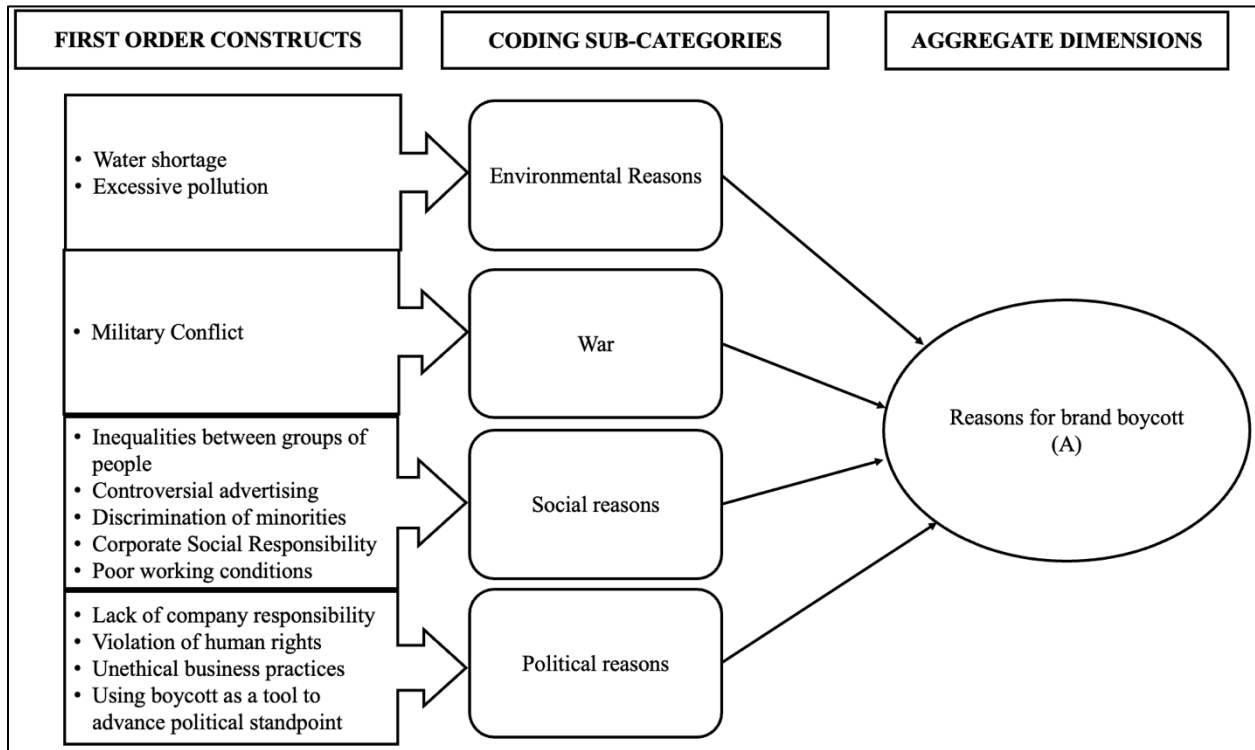 FIRST ORDER CONSTRUCTS
CODING SUB-CATEGORIES
AGGREGATE DIMENSIONS
• Water shortage
• Excessive pollution
Environmental Reasons
• Military Conflict
War
• Inequalities between groups of
people
• Controversial advertising
• Discrimination of minorities
• Corporate Social Responsibility
• Poor working conditions
Social reasons
• Lack of company responsibility
• Violation of human rights
• Unethical business practices
• Using boycott as a tool to
advance political standpoint
Political reasons
Reasons for brand boycott
(A)